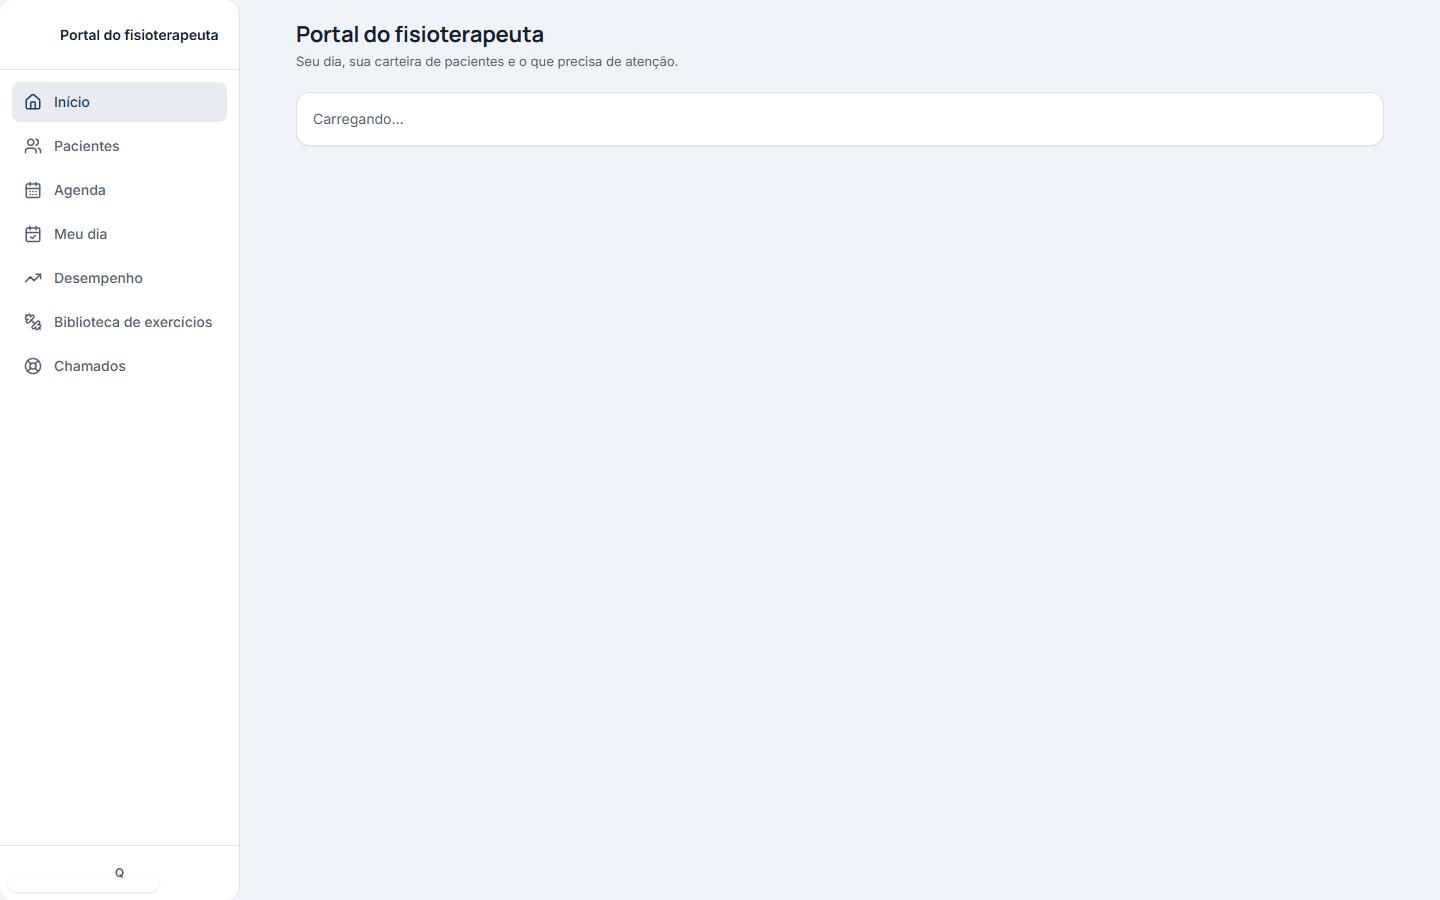 Portal do fisioterapeuta
Início
Pacientes
Agenda
Meu dia
Desempenho
Biblioteca de exercícios
Chamados
Q
Portal do fisioterapeuta
Seu dia, sua carteira de pacientes e o que precisa de atenção.
Carregando...